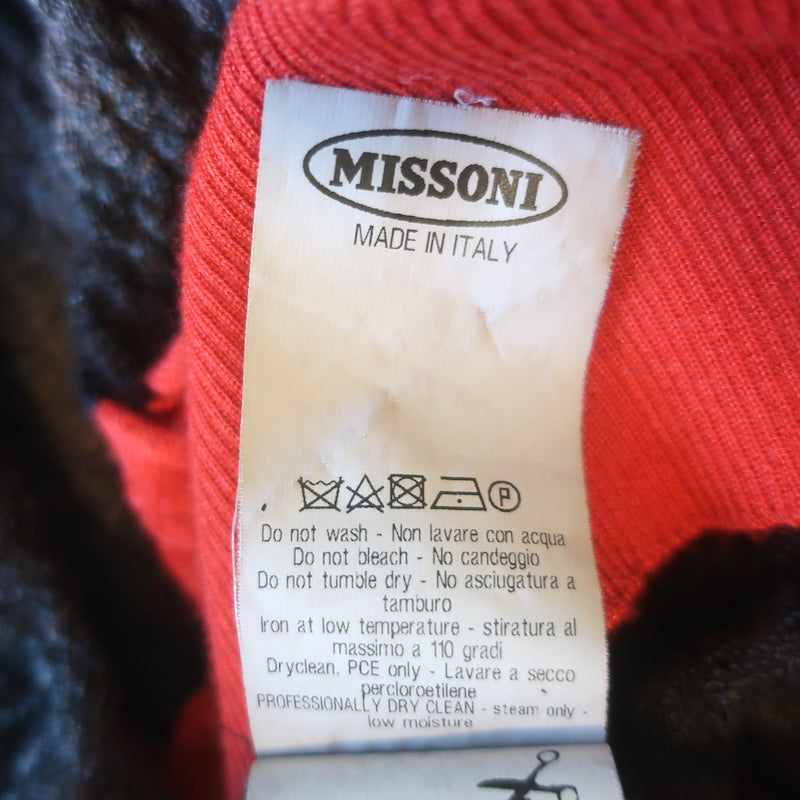 MISSONI
MADE IN ITALY
P
Do not wash - Non lavare con acqua
Do not bleach - No candeggio
Do not tumble dry - No asciugatura a
tamburo
Iron at low temperature - stiratura al
massimo a 110 gradi
Dryclean, PCE only - Lavare a secco
percloroetilene
PROFESSIONALLY DRY CLEAN - steam only -
low moisture